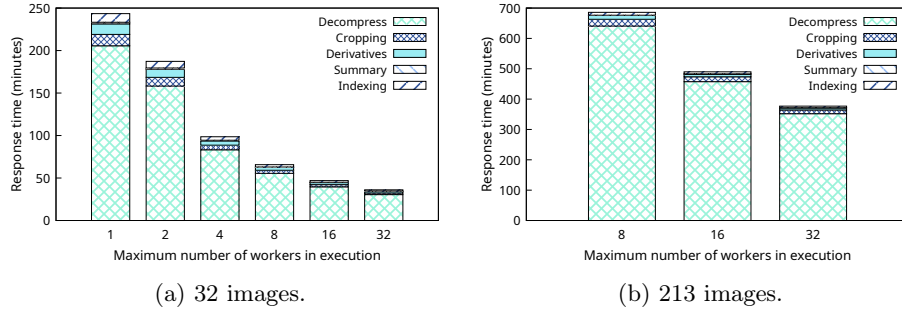 250
200
150
100
50
0
Response time (minutes)
Decompress
Cropping
Derivatives
Summary
Indexing
1 2 4 8 16 32
Maximum number of workers in execution
(a) 32 images.
700
600
500
400
300
200
100
0
Response time (minutes)
Decompress
Cropping
Derivatives
Summary
Indexing
8 16 32
Maximum number of workers in execution
(b) 213 images.